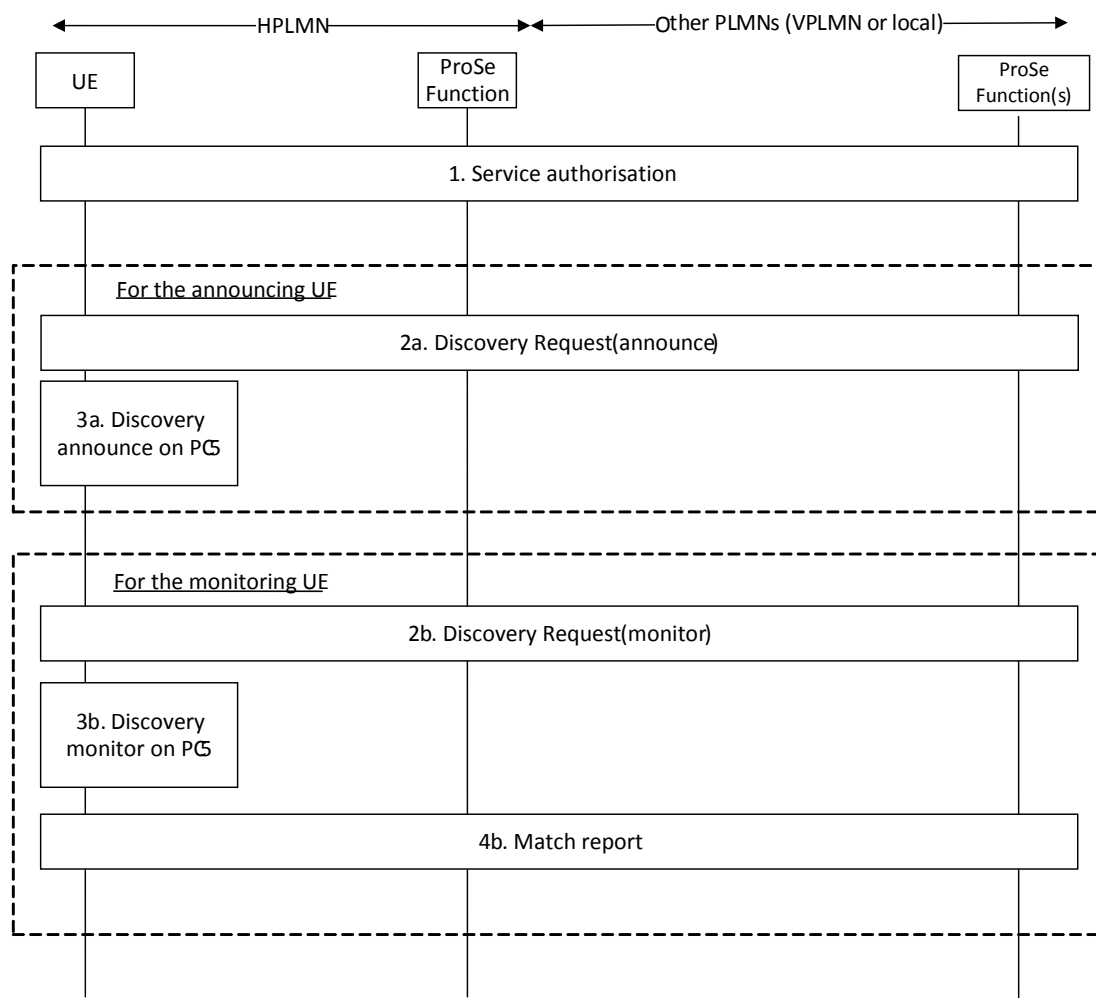 HPLMN
Other PLMNs (VPLMN or local)
UE
ProSe
Function
ProSe
Function(s)
1. Service authorisation
For the announcing UE
2a. Discovery Request(announce)
3a. Discovery
announce on PC5
For the monitoring UE
2b. Discovery Request(monitor)
3b. Discovery
monitor on PC5
4b. Match report